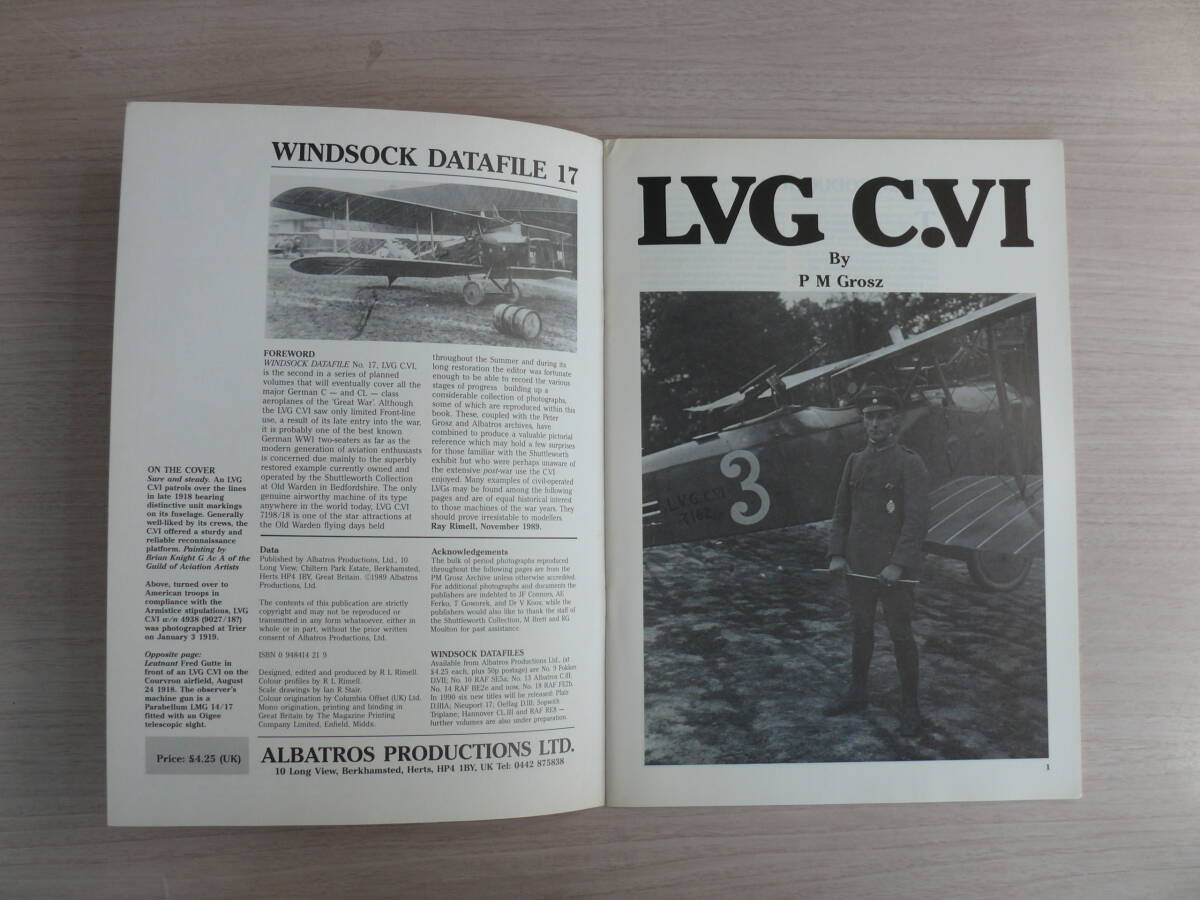 WINDSOCK DATAFILE 17
FOREWORD
WINDSOCK DATAFILE No. 17, LVG C.VI,
is the second in a series of planned
volumes that will eventually cover all the
major German C — and CL — class
aeroplanes of the 'Great War'. Although
the LVG C.VI saw only limited Front-line
use, a result of its late entry into the war,
it is probably one of the best known
German WW1 two-seaters as far as the
modern generation of aviation enthusiasts
is concerned due mainly to the superbly
restored example currently owned and
operated by the Shuttleworth Collection
at Old Warden in Bedfordshire. The only
genuine airworthy machine of its type
anywhere in the world today, LVG C.VI
7198/18 is one of the star attractions at
the Old Warden flying days held
throughout the Summer and during its
long restoration the editor was fortunate
enough to be able to record the various
stages of progress building up a
considerable collection of photographs,
some of which are reproduced within this
book. These, coupled with the Peter
Grosz and Albatros archives, have
combined to produce a valuable pictorial
reference which may hold a few surprises
for those familiar with the Shuttleworth
exhibit but who were perhaps unaware of
the extensive post-war use the C.VI
enjoyed. Many examples of civil-operated
LVGs may be found among the following
pages and are of equal historical interest
to those machines of the war years. They
should prove irresistable to modellers
Ray Rimell, November 1989.
ON THE COVER
Sure and steady. An LVG
C.VI patrols over the lines
in late 1918 bearing
distinctive unit markings
on its fuselage. Generally
well-liked by its crews, the
C.VI offered a sturdy and
reliable reconnaissance
platform. Painting by
Brian Knight G Av A of the
Guild of Aviation Artists
Above, turned over to
American troops in
compliance with the
Armistice stipulations, LVG
C.VI w/n 4938 (9027/18?)
was photographed at Trier
on January 3 1919.
Opposite page:
Leutnant Fred Gutte in
front of an LVG C.VI on the
Courvron airfield, August
24 1918. The observer's
machine gun is a
Parabellum LMG 14/17
fitted with an Oigee
telescopic sight.
Price: $4.25 (UK)
Data
Published by Albatros Productions, Ltd., 10
Long View, Chiltern Park Estate, Berkhamsted,
Herts HP4 1BY, Great Britain. ©1989 Albatros
Productions, Ltd.
The contents of this publication are strictly
copyright and may not be reproduced or
transmitted in any form whatsoever, either in
whole or in part, without the prior written
consent of Albatros Productions, Ltd.
ISBN 0 948414 21 9
Designed, edited and produced by R L Rimell.
Colour profiles by R L Rimell.
Scale drawings by Ian R Stair.
Colour origination by Columbia Offset (UK) Ltd.
Mono origination, printing and binding in
Great Britain by The Magazine Printing
Company Limited, Enfield, Middx.
Acknowledgements
The bulk of period photographs reproduced
throughout the following pages are from the
PM Grosz Archive unless otherwise accredited.
For additional photographs and documents the
publishers are indebted to JF Connors, AE
Ferko, T Goworek, and Dr V Koos, while the
publishers would also like to thank the staff of
the Shuttleworth Collection, M Brett and RG
Moulton for past assistance.
WINDSOCK DATAFILES
Available from Albatros Productions Ltd., (at
$4.25 each, plus 50p postage) are No. 9 Fokker
D.VII; No. 10 RAF SE5a; No. 13 Albatros C.III;
No. 14 RAF BE2e and now, No. 18 RAF FE2b.
In 1990 six new titles will be released: Pfalz
D.IIIA; Nieuport 17; Oeffag D.III; Sopwith
Triplane; Hannover CL.III and RAF RE8 —
further volumes are also under preparation.
ALBATROS PRODUCTIONS LTD.
10 Long View, Berkhamsted, Herts, HP4 1BY, UK Tel: 0442 875838
LVG C.VI
By
P M Grosz
3
L.V.G. C.VI
7162
1